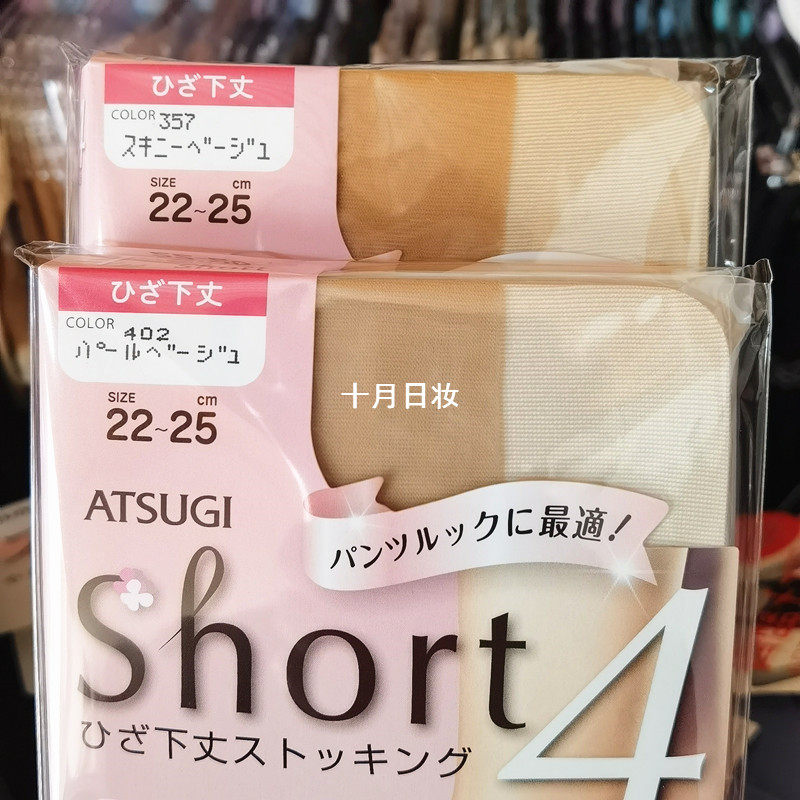 ひざ下丈
COLOR 357
スキニーベージュ
SIZE cm
22~25
ひざ下丈
COLOR 402
パールベージュ
SIZE cm
22~25
十月日妆
ATSUGI
パンツルックに最適!
Short 4
ひざ下丈ストッキング